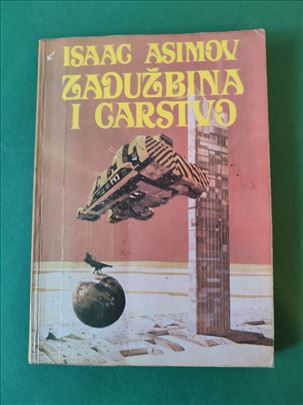 ISAAC ASIMOV
ZADUŽBINA
I CARSTVO